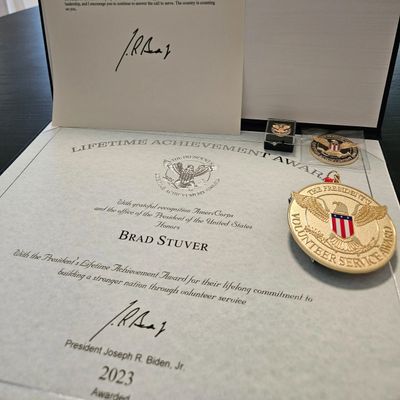 leadership, and I encourage you to continue to answer the call to serve. The country is counting
on you.
LIFETIME ACHIEVEMENT AWARD
With grateful recognition AmeriCorps
and the office of the President of the United States
Honors
BRAD STUVER
With the President's Lifetime Achievement Award for their lifelong commitment to
building a stronger nation through volunteer service
President Joseph R. Biden, Jr.
2023
Awarded
THE PRESIDENT'S
VOLUNTEER SERVICE AWARD